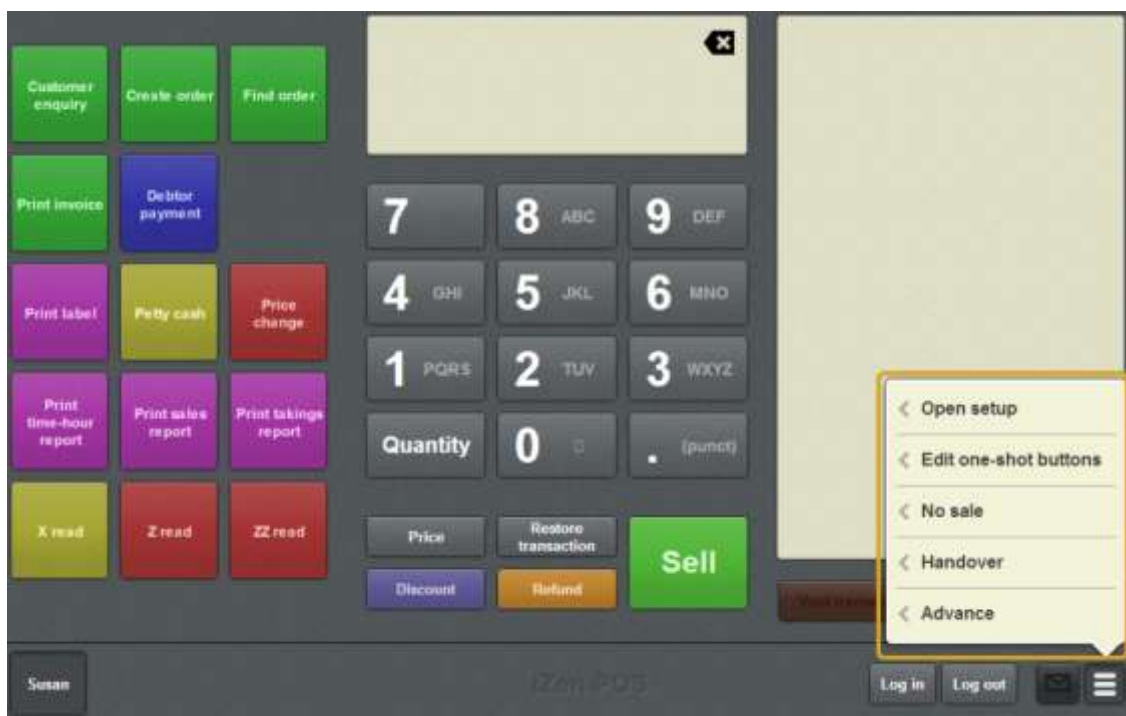 Customer
enquiry
Create order
Find order
Print invoice
Debtor
payment
Print label
Petty cash
Price
change
Print
time-hour
report
Print sales
report
Print takings
report
X read
Z read
ZZ read
7
8 ABC
9 DEF
4 GHI
5 JKL
6 MNO
1 PQRS
2 TUV
3 WXYZ
Quantity
0
. (punct)
Price
Restore
transaction
Sell
Discount
Refund
Open setup
Edit one-shot buttons
No sale
Handover
Advance
Susan
Log in
Log out